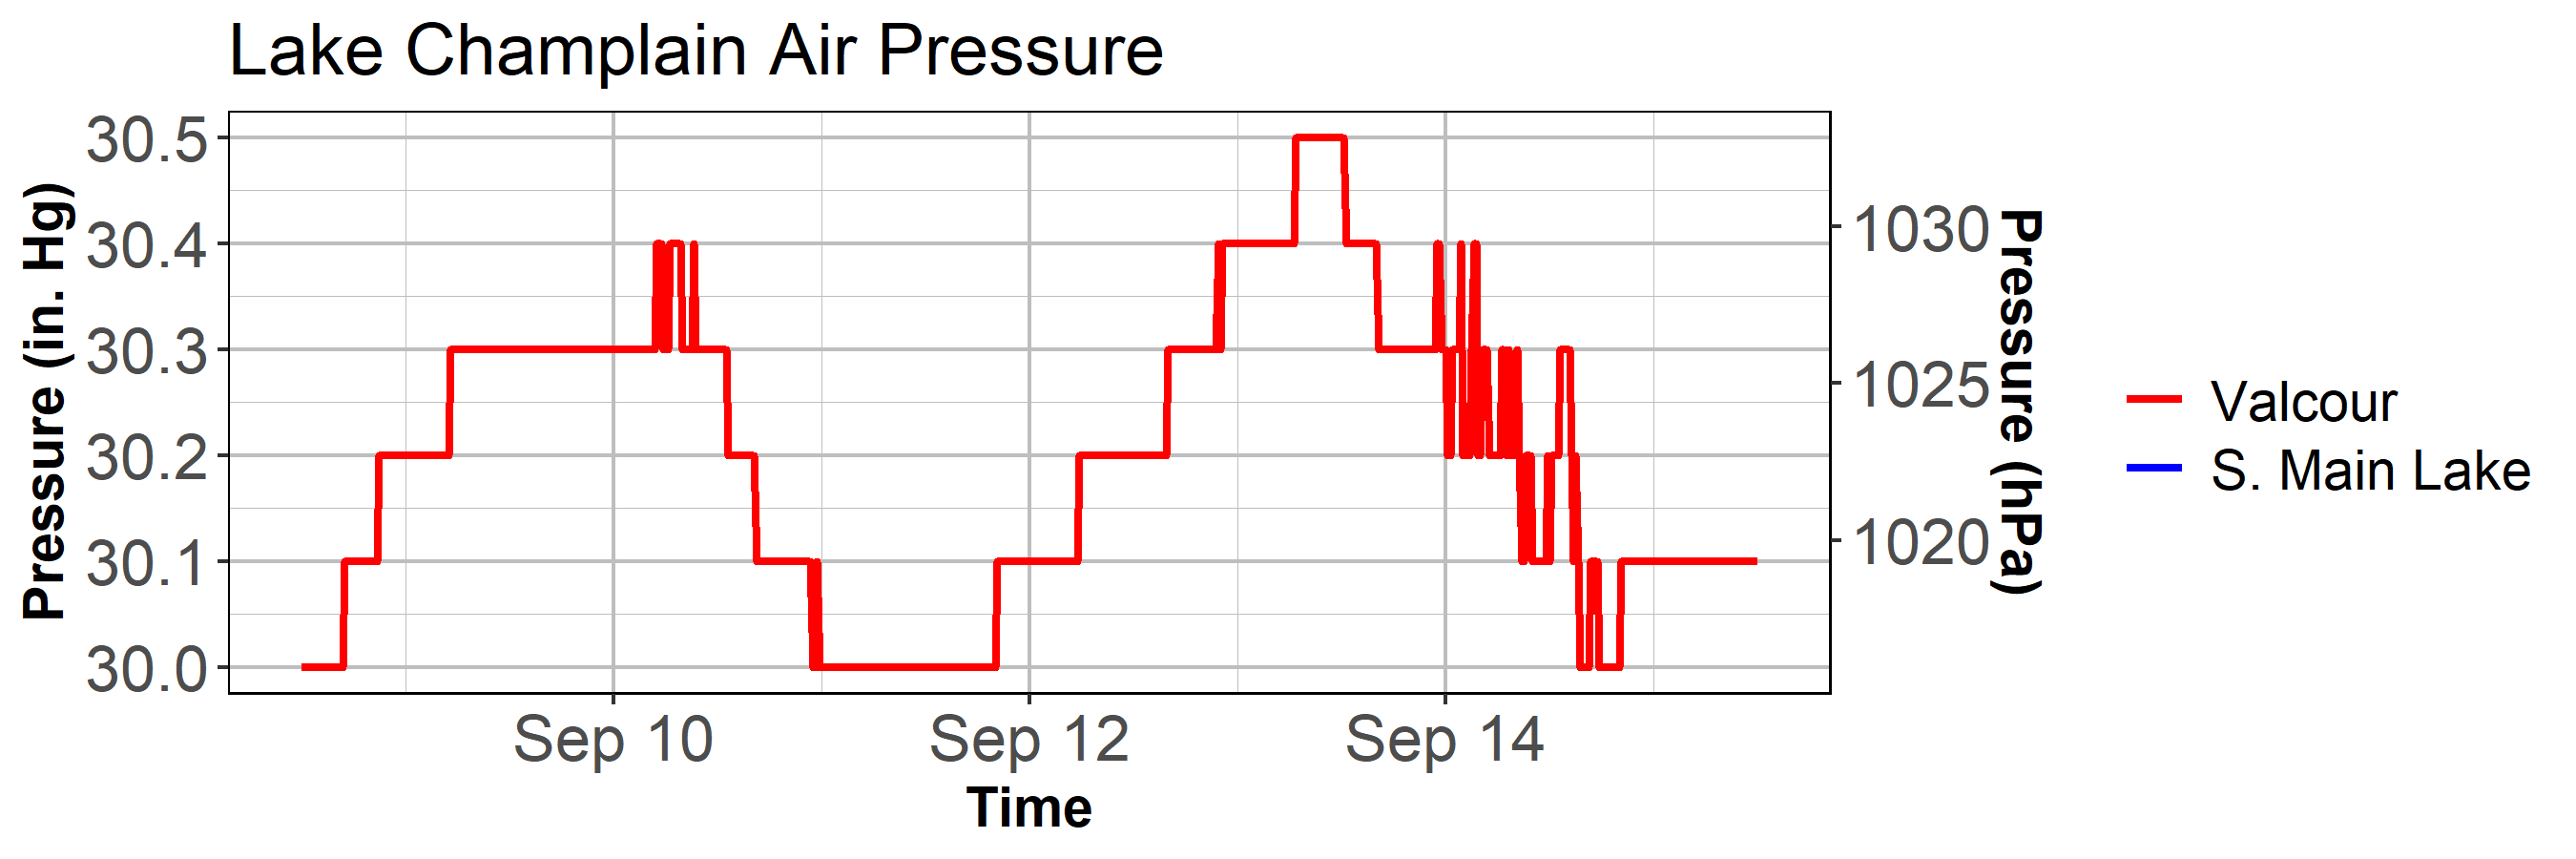 Lake Champlain Air Pressure
Pressure (in. Hg)
30.5
30.4
30.3
30.2
30.1
30.0
Sep 10
Sep 12
Sep 14
Time
1030
1025
1020
Pressure (hPa)
Valcour
S. Main Lake